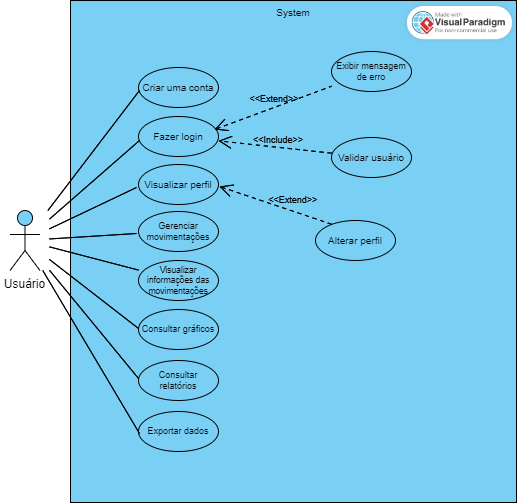 System
Made with
Visual Paradigm
For non-commercial use
Exibir mensagem
de erro
Criar uma conta
<<Extend>>
Fazer login
<<Include>>
Validar usuário
Visualizar perfil
<<Extend>>
Gerenciar
movimentações
Alterar perfil
Usuário
Visualizar
informações das
movimentações
Consultar gráficos
Consultar
relatórios
Exportar dados